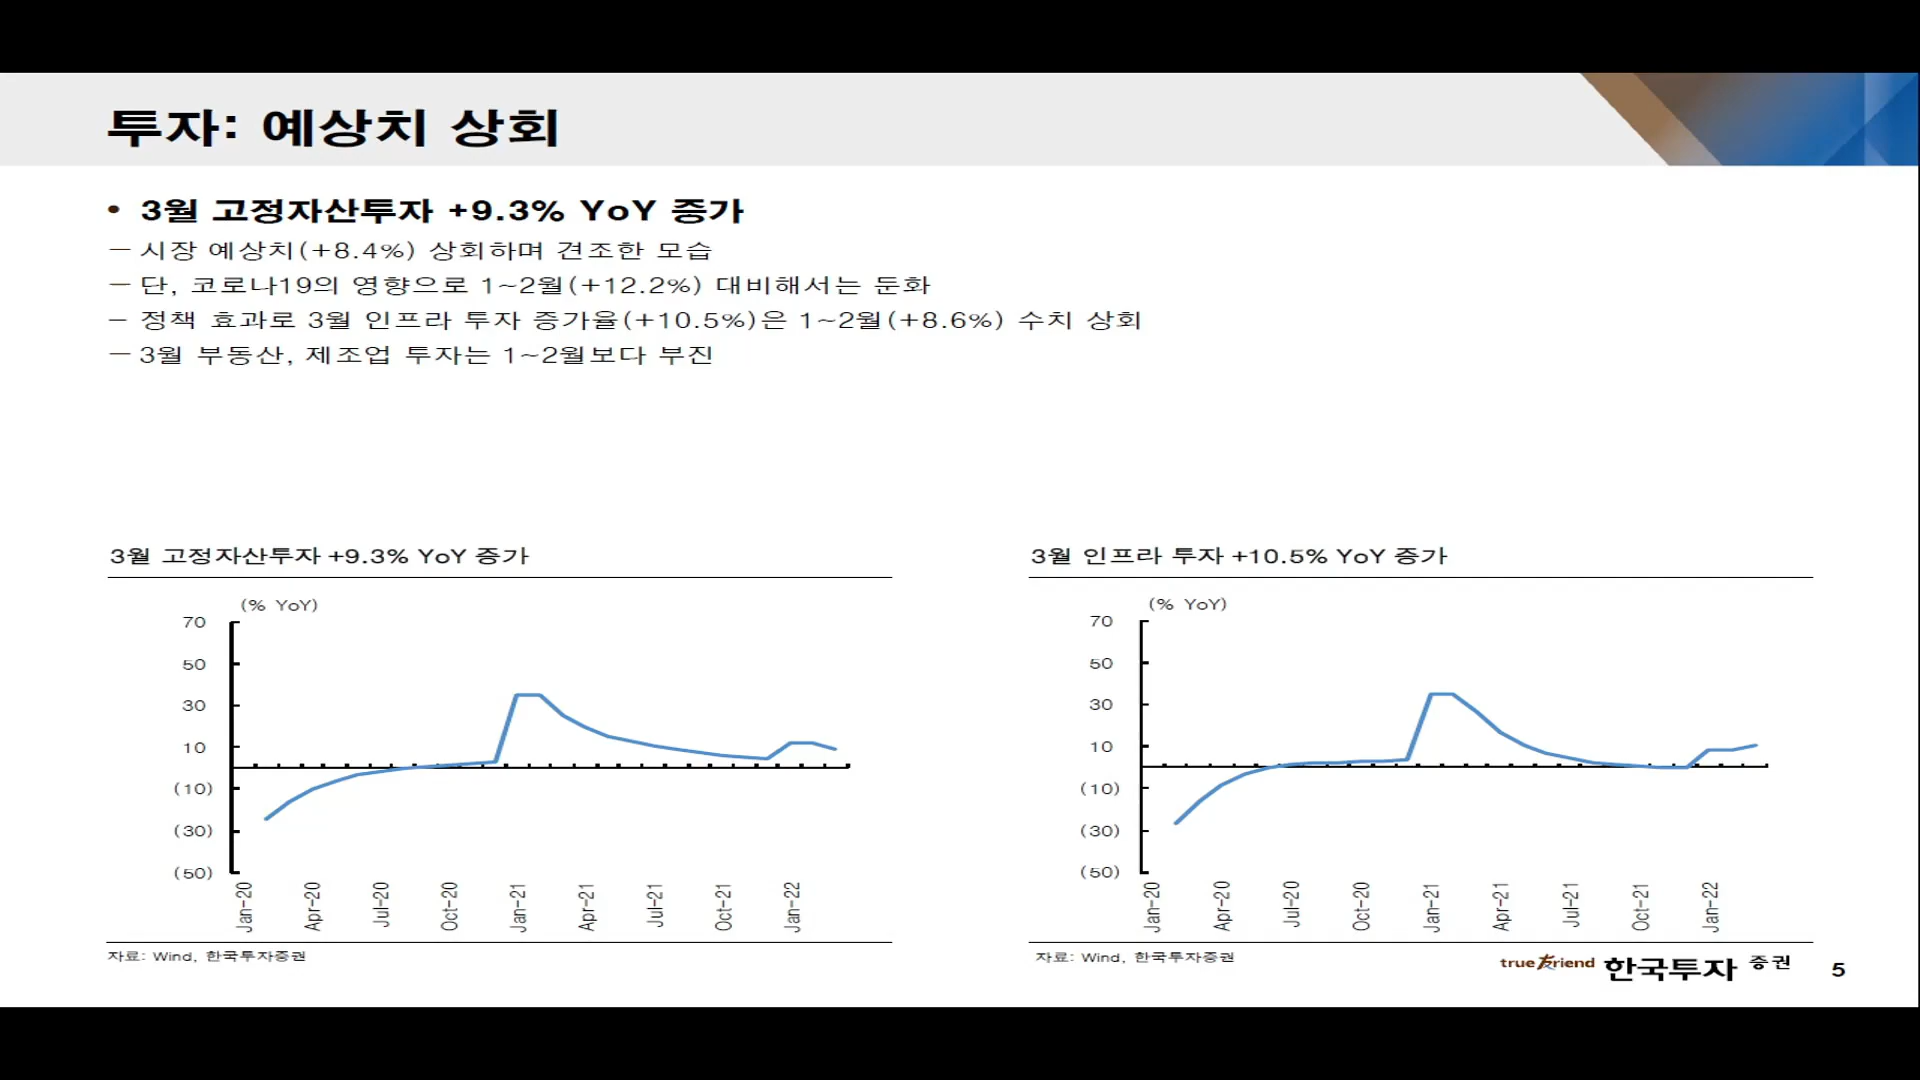 투자: 예상치 상회
• 3월 고정자산투자 +9.3% YoY 증가
— 시장 예상치(+8.4%) 상회하며 견조한 모습
— 단, 코로나19의 영향으로 1~2월(+12.2%) 대비해서는 둔화
— 정책 효과로 3월 인프라 투자 증가율(+10.5%)은 1~2월(+8.6%) 수치 상회
— 3월 부동산, 제조업 투자는 1~2월보다 부진
3월 고정자산투자 +9.3% YoY 증가
(% YoY)
70
50
30
10
(10)
(30)
(50)
Jan-20 Apr-20 Jul-20 Oct-20 Jan-21 Apr-21 Jul-21 Oct-21 Jan-22
자료: Wind, 한국투자증권
3월 인프라 투자 +10.5% YoY 증가
(% YoY)
70
50
30
10
(10)
(30)
(50)
Jan-20 Apr-20 Jul-20 Oct-20 Jan-21 Apr-21 Jul-21 Oct-21 Jan-22
자료: Wind, 한국투자증권
true friend 한국투자 증권 5